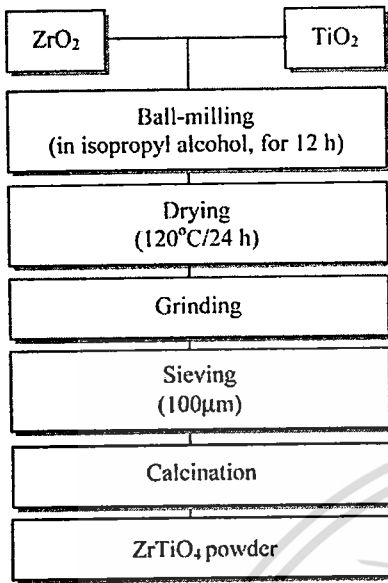 ZrO₂ TiO₂
Ball-milling
(in isopropyl alcohol, for 12 h)
Drying
(120°C/24 h)
Grinding
Sieving
(100μm)
Calcination
ZrTiO₄ powder